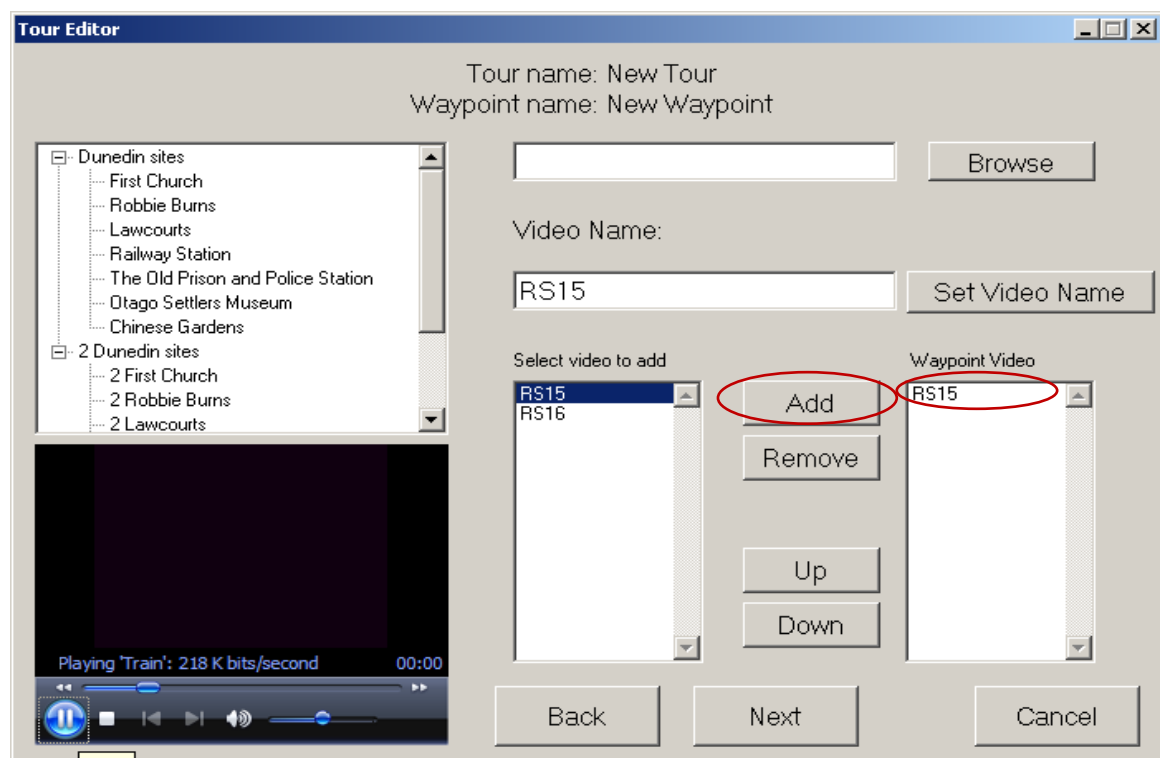 Tour Editor
Tour name: New Tour
Waypoint name: New Waypoint
Dunedin sites
First Church
Robbie Burns
Lawcourts
Railway Station
The Old Prison and Police Station
Otago Settlers Museum
Chinese Gardens
2 Dunedin sites
2 First Church
2 Robbie Burns
2 Lawcourts
Playing 'Train': 218 K bits/second 00:00
Browse
Video Name:
RS15
Set Video Name
Select video to add
RS15
RS16
Add
Remove
Up
Down
Waypoint Video
RS15
Back
Next
Cancel